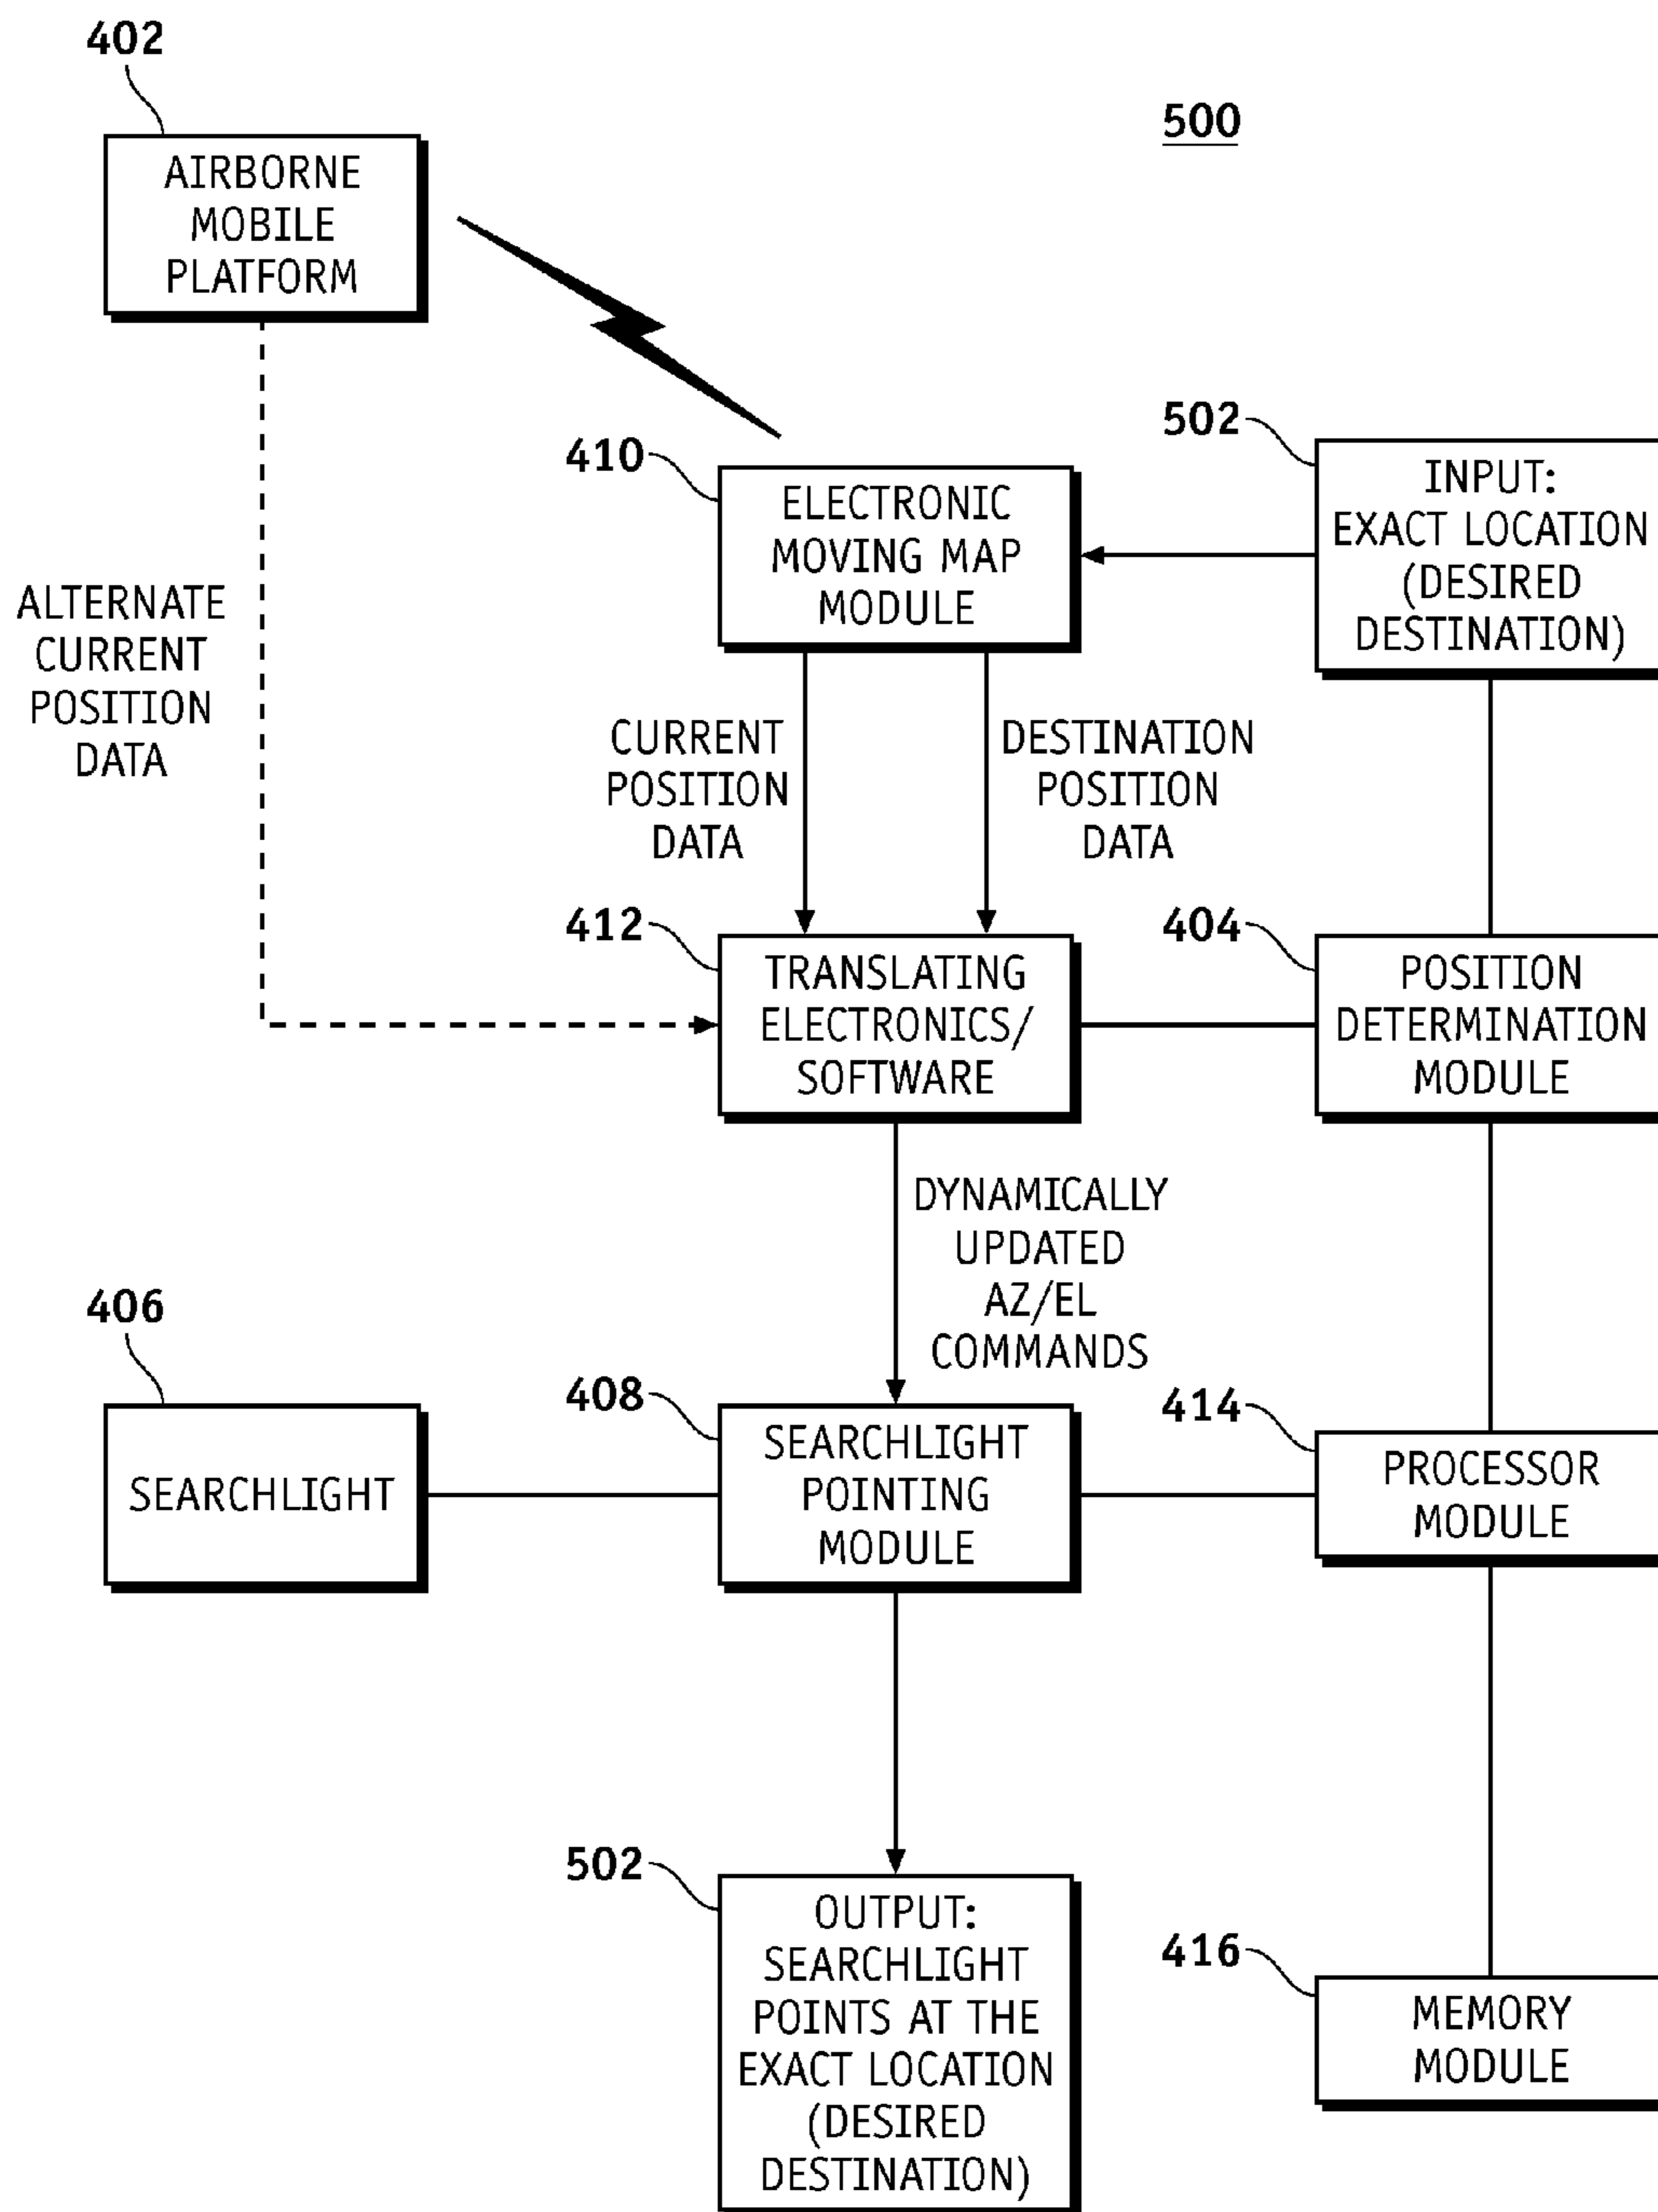 402
500
AIRBORNE
MOBILE
PLATFORM
410
502
ELECTRONIC
MOVING MAP
MODULE
INPUT:
EXACT LOCATION
(DESIRED
DESTINATION)
ALTERNATE
CURRENT
POSITION
DATA
CURRENT
POSITION
DATA
DESTINATION
POSITION
DATA
412
404
TRANSLATING
ELECTRONICS/
SOFTWARE
POSITION
DETERMINATION
MODULE
DYNAMICALLY
UPDATED
AZ/EL
COMMANDS
406
408
414
SEARCHLIGHT
SEARCHLIGHT
POINTING
MODULE
PROCESSOR
MODULE
502
416
OUTPUT:
SEARCHLIGHT
POINTS AT THE
EXACT LOCATION
(DESIRED
DESTINATION)
MEMORY
MODULE